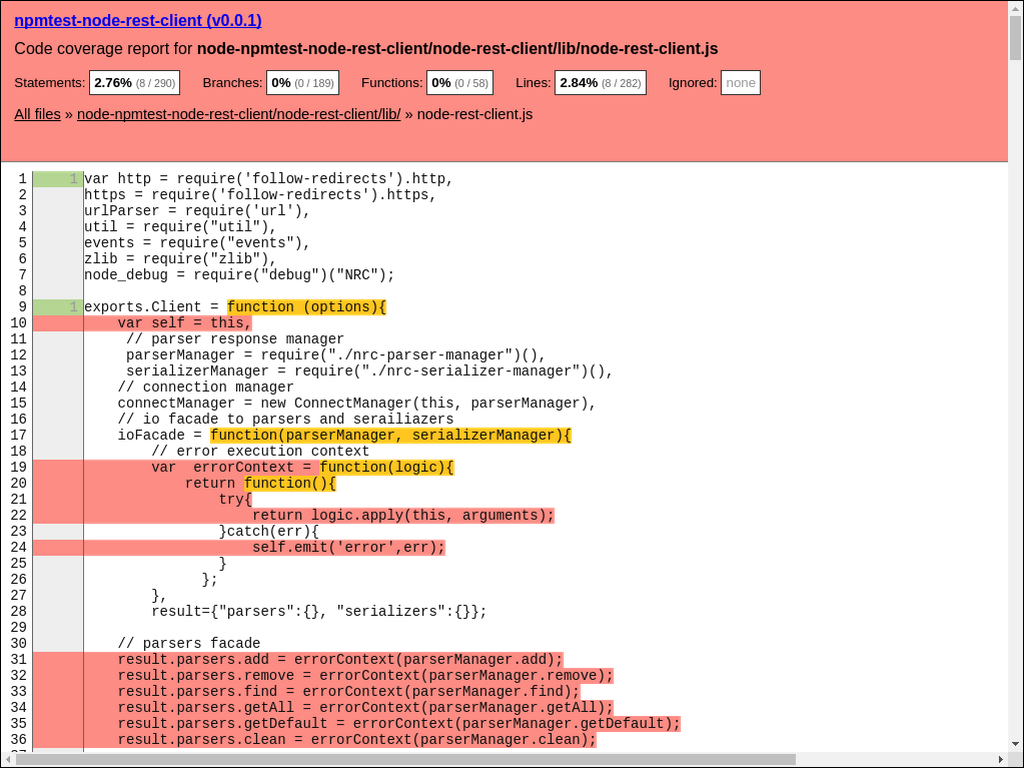 npmtest-node-rest-client (v0.0.1)
Code coverage report for node-npmtest-node-rest-client/node-rest-client/lib/node-rest-client.js
Statements: 2.76% (8 / 290) Branches: 0% (0 / 189) Functions: 0% (0 / 58) Lines: 2.84% (8 / 282) Ignored: none
All files » node-npmtest-node-rest-client/node-rest-client/lib/ » node-rest-client.js
1 1 var http = require('follow-redirects').http,
2 https = require('follow-redirects').https,
3 urlParser = require('url'),
4 util = require("util"),
5 events = require("events"),
6 zlib = require("zlib"),
7 node_debug = require("debug")("NRC");
8
9 1 exports.Client = function (options){
10 var self = this,
11 // parser response manager
12 parserManager = require("./nrc-parser-manager")(),
13 serializerManager = require("./nrc-serializer-manager")(),
14 // connection manager
15 connectManager = new ConnectManager(this, parserManager),
16 // io facade to parsers and serailiazers
17 ioFacade = function(parserManager, serializerManager){
18 // error execution context
19 var  errorContext = function(logic){
20 return function(){
21 try{
22 return logic.apply(this, arguments);
23 }catch(err){
24 self.emit('error',err);
25 }
26 };
27 },
28 result={"parsers":{}, "serializers":{}};
29
30 // parsers facade
31 result.parsers.add = errorContext(parserManager.add);
32 result.parsers.remove = errorContext(parserManager.remove);
33 result.parsers.find = errorContext(parserManager.find);
34 result.parsers.getAll = errorContext(parserManager.getAll);
35 result.parsers.getDefault = errorContext(parserManager.getDefault);
36 result.parsers.clean = errorContext(parserManager.clean);